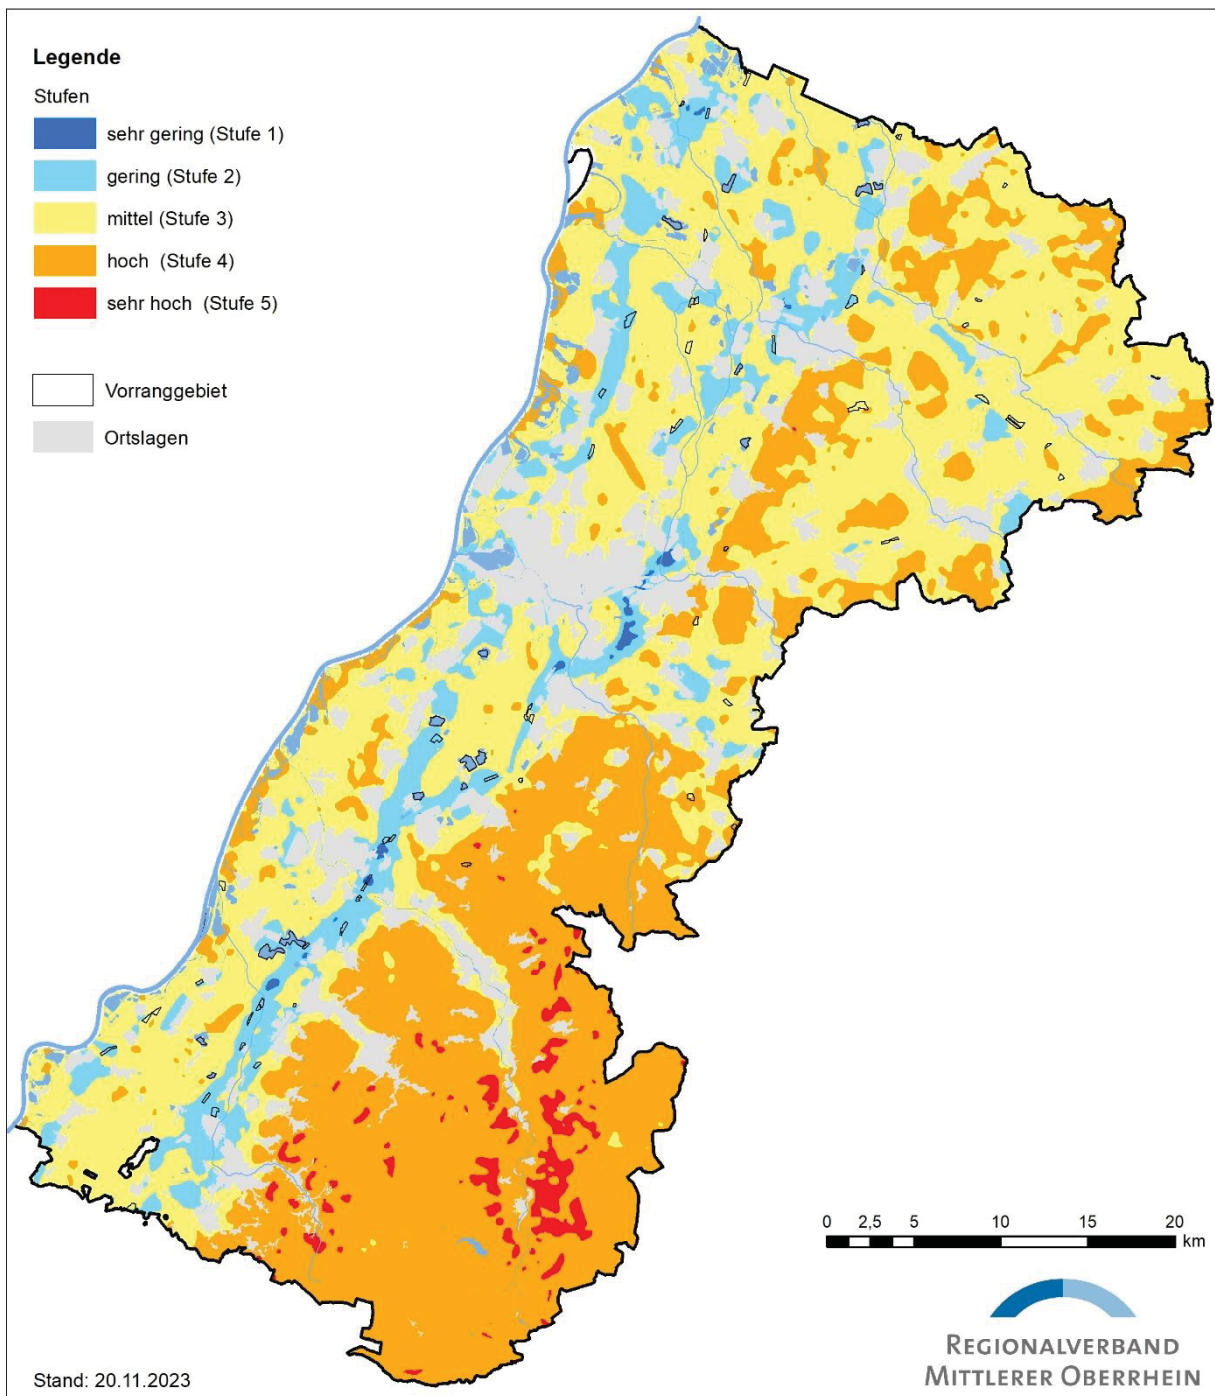 Legende
Stufen
sehr gering (Stufe 1)
gering (Stufe 2)
mittel (Stufe 3)
hoch (Stufe 4)
sehr hoch (Stufe 5)
Vorranggebiet
Ortslagen
0 2,5 5 10 15 20
km
REGIONALVERBAND
MITTLERER OBERRHEIN
Stand: 20.11.2023